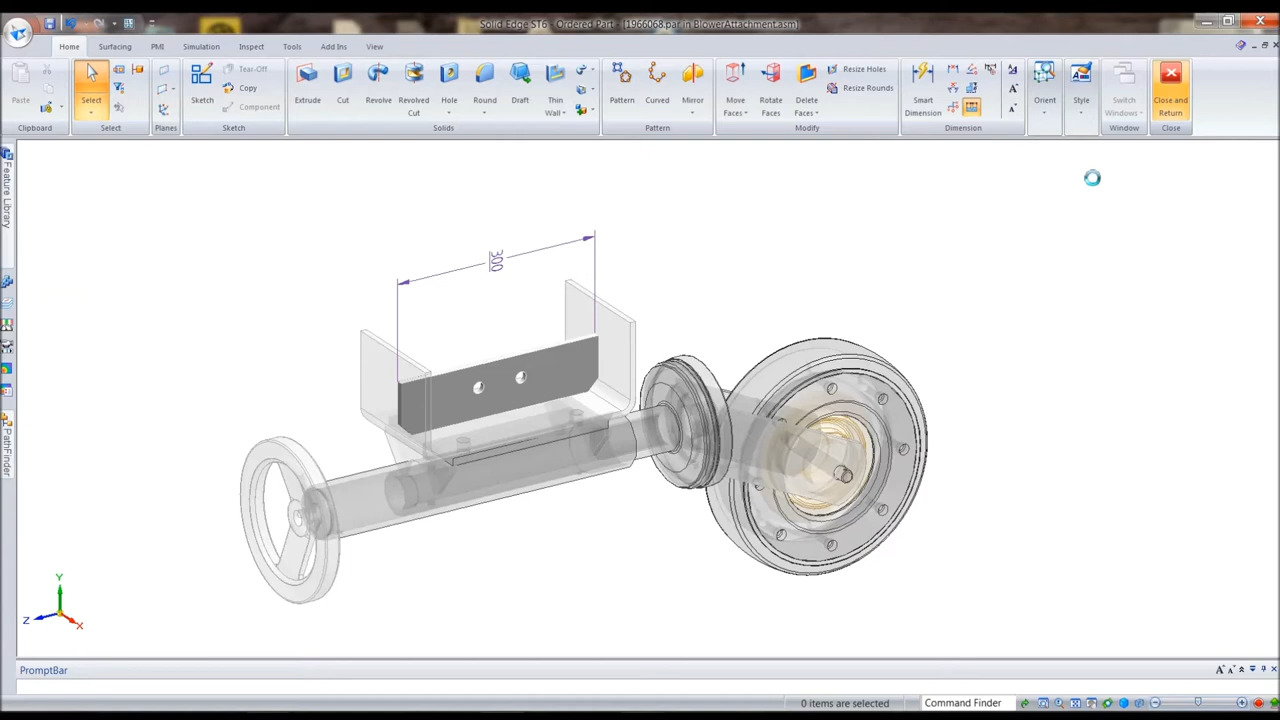 Solid Edge ST6 - Ordered Part - [1966068.par in BlowerAttachment.asm]
Home Surfacing PMI Simulation Inspect Tools Add Ins View
Paste
Clipboard
Select
Select
Planes
Sketch
Tear-Off
Copy
Component
Sketch
Extrude Cut Revolve Revolved Cut Hole Round Draft Thin Wall
Solids
Pattern Curved Mirror
Pattern
Move Faces Rotate Faces Delete Faces
Resize Holes
Resize Rounds
Modify
Smart Dimension
Dimension
Orient
Style
Switch Windows
Window
Close and Return
Close
Feature Library
PathFinder
300
Y
Z
X
PromptBar
0 items are selected
Command Finder